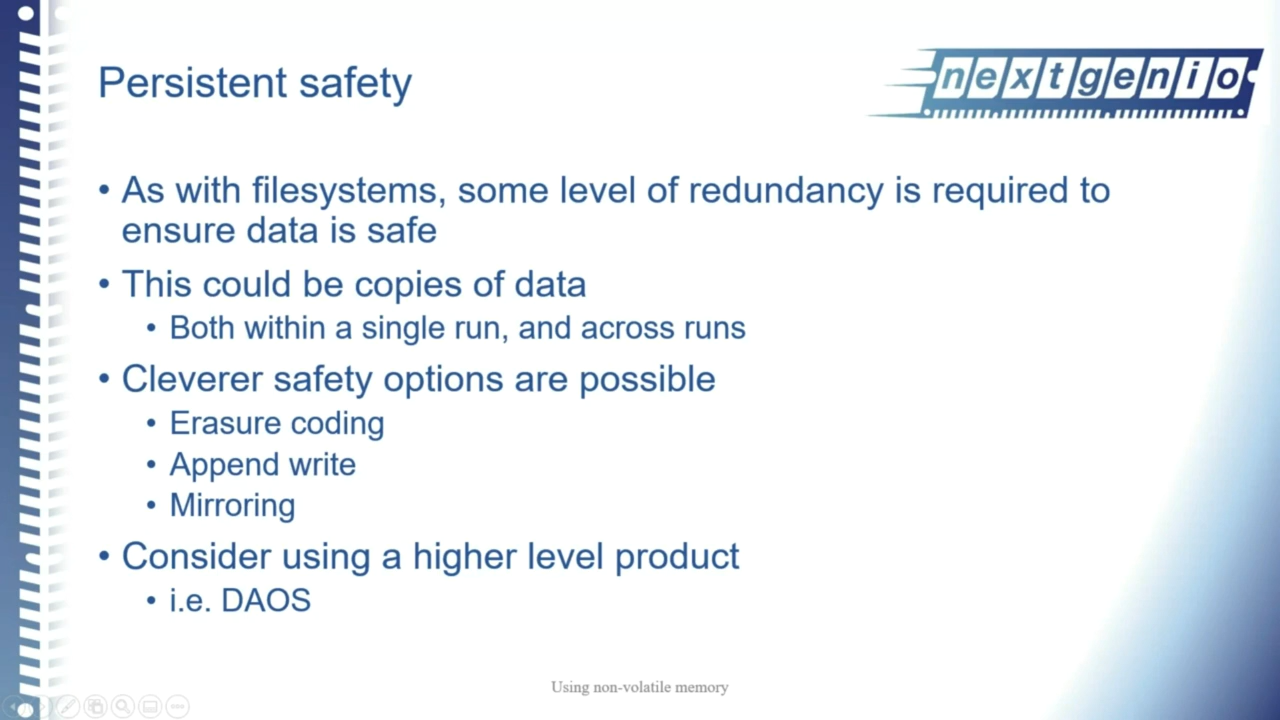 Persistent safety
nextgenio
• As with filesystems, some level of redundancy is required to
ensure data is safe
• This could be copies of data
• Both within a single run, and across runs
• Cleverer safety options are possible
• Erasure coding
• Append write
• Mirroring
• Consider using a higher level product
• i.e. DAOS
Using non-volatile memory